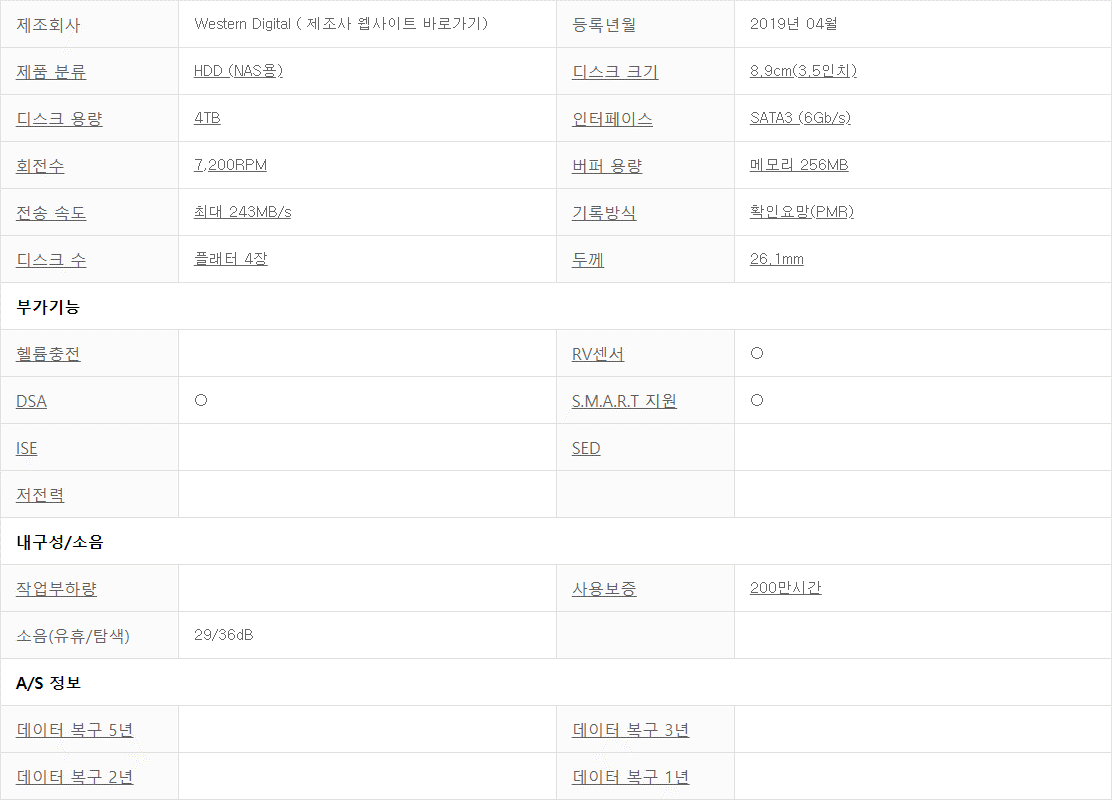 제조회사 Western Digital ( 제조사 웹사이트 바로가기) 등록년월 2019년 04월
제품 분류 HDD (NAS용) 디스크 크기 8.9cm(3.5인치)
디스크 용량 4TB 인터페이스 SATA3 (6Gb/s)
회전수 7,200RPM 버퍼 용량 메모리 256MB
전송 속도 최대 243MB/s 기록방식 확인요망(PMR)
디스크 수 플래터 4장 두께 26.1mm
부가기능
헬륨충전 RV센서 ○
DSA ○ S.M.A.R.T 지원 ○
ISE SED
저전력
내구성/소음
작업부하량 사용보증 200만시간
소음(유휴/탐색) 29/36dB
A/S 정보
데이터 복구 5년 데이터 복구 3년
데이터 복구 2년 데이터 복구 1년